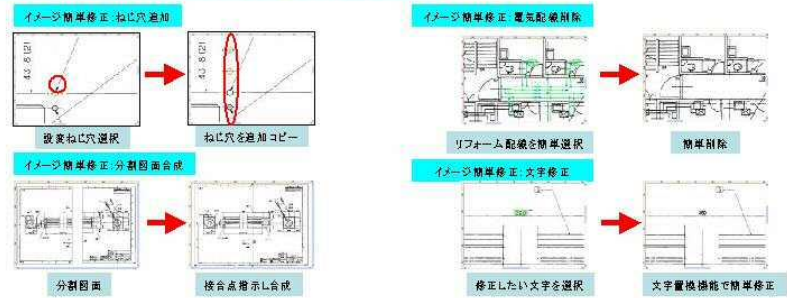 イメージ簡単修正:ねじ穴追加
設変ねじ穴選択
ねじ穴を追加コピー
イメージ簡単修正:電気配線削除
リフォーム配線を簡単選択
簡単削除
イメージ簡単修正:分割図面合成
分割図面
接合点指示し合成
イメージ簡単修正:文字修正
修正したい文字を選択
文字置換機能で簡単修正